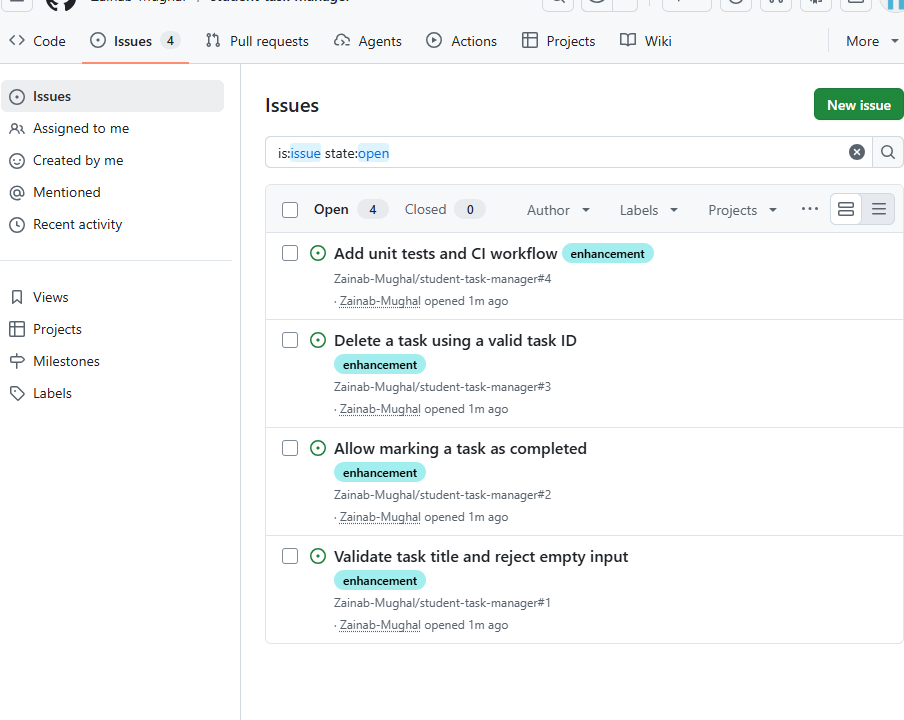 Zainab-Mughal / student-task-manager
Code
Issues 4
Pull requests
Agents
Actions
Projects
Wiki
More
Issues
Assigned to me
Created by me
Mentioned
Recent activity
Views
Projects
Milestones
Labels
Issues
New issue
is:issue state:open
Open 4
Closed 0
Author
Labels
Projects
Add unit tests and CI workflow enhancement
Zainab-Mughal/student-task-manager#4
· Zainab-Mughal opened 1m ago
Delete a task using a valid task ID
enhancement
Zainab-Mughal/student-task-manager#3
· Zainab-Mughal opened 1m ago
Allow marking a task as completed
enhancement
Zainab-Mughal/student-task-manager#2
· Zainab-Mughal opened 1m ago
Validate task title and reject empty input
enhancement
Zainab-Mughal/student-task-manager#1
· Zainab-Mughal opened 1m ago